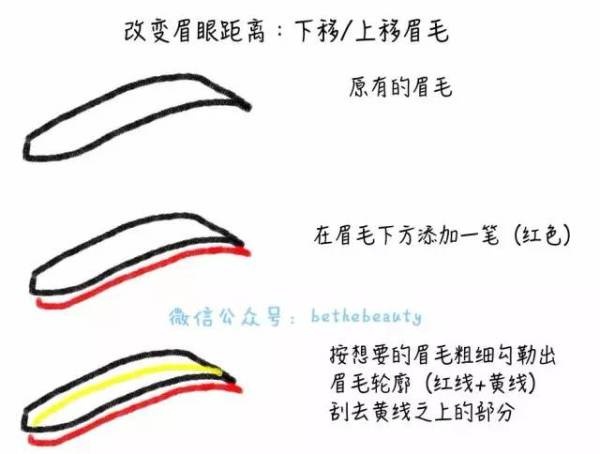 改变眉眼距离：下移/上移眉毛
原有的眉毛
在眉毛下方添加一笔（红色）
微信公众号：bethebeauty
按想要的眉毛粗细勾勒出
眉毛轮廓（红线+黄线）
刮去黄线之上的部分